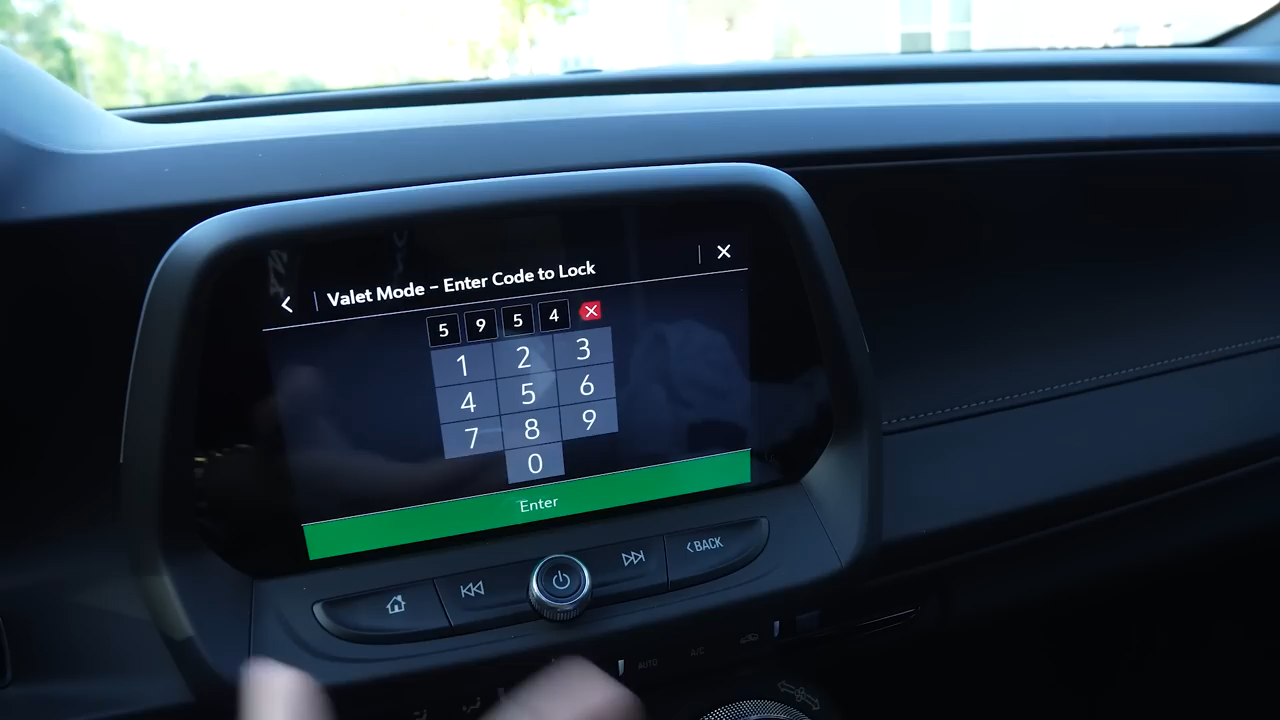 Valet Mode – Enter Code to Lock
5 9 5 4
1 2 3
4 5 6
7 8 9
0
Enter
BACK
AUTO
A/C